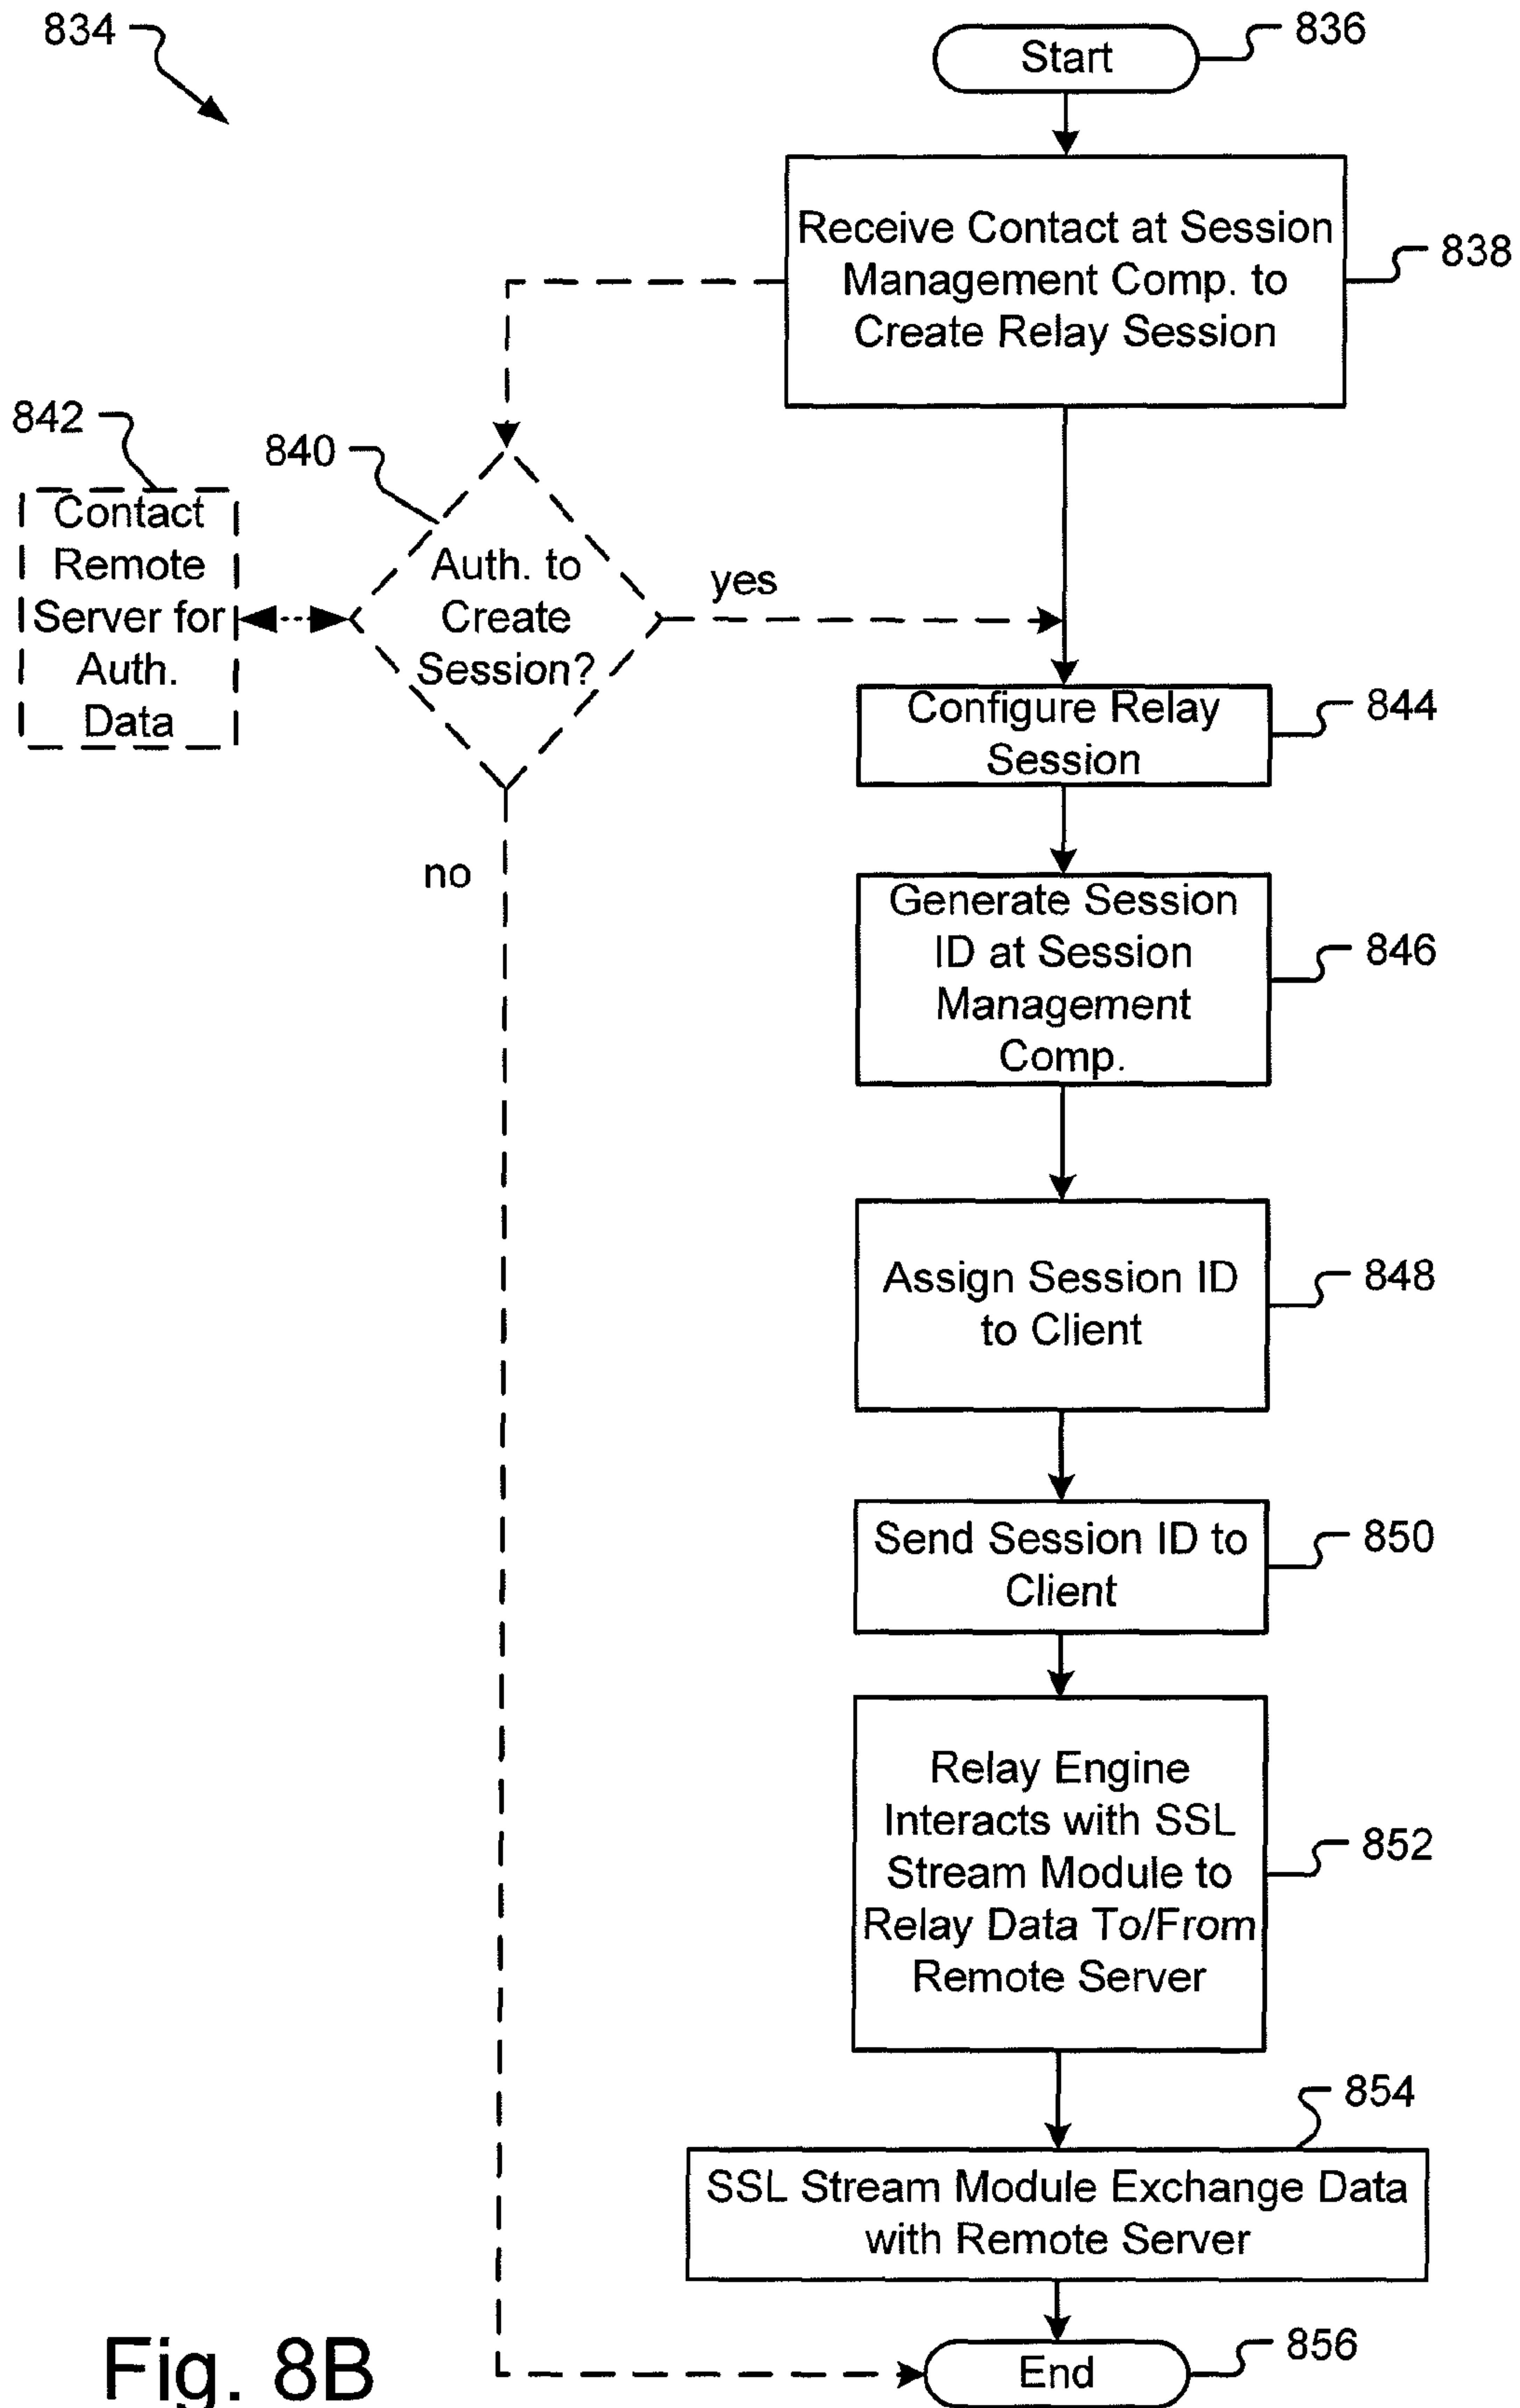 834
Start
836
Receive Contact at Session
Management Comp. to
Create Relay Session
838
842
840
Contact
Remote
Server for
Auth.
Data
Auth. to
Create
Session?
yes
no
Configure Relay
Session
844
Generate Session
ID at Session
Management
Comp.
846
Assign Session ID
to Client
848
Send Session ID to
Client
850
Relay Engine
Interacts with SSL
Stream Module to
Relay Data To/From
Remote Server
852
854
SSL Stream Module Exchange Data
with Remote Server
End
856
Fig. 8B